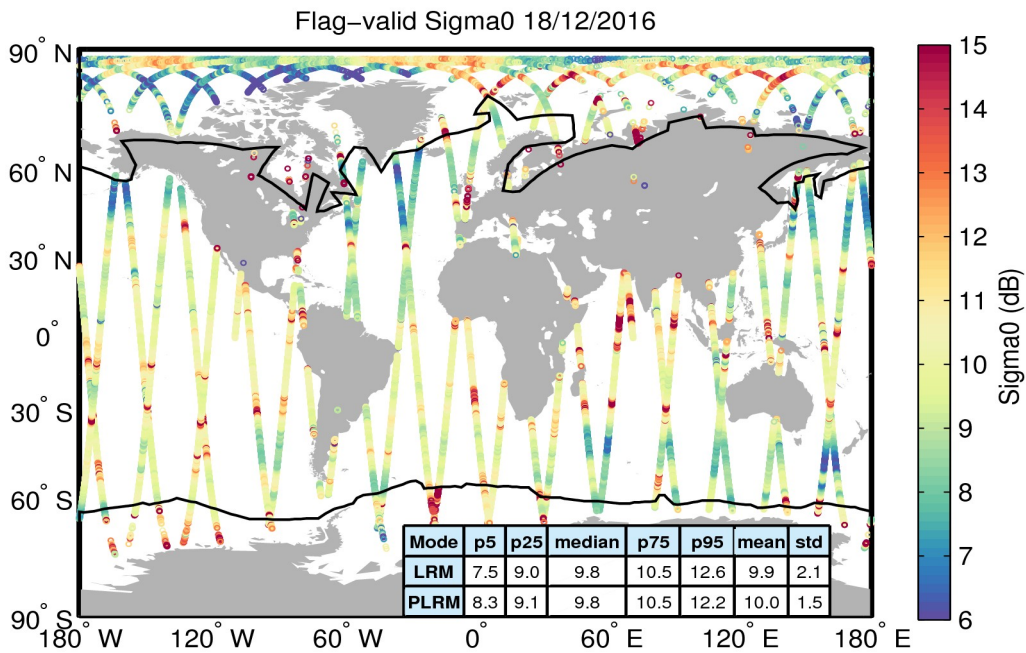 Flag−valid Sigma0 18/12/2016
90° N
60° N
30° N
0°
30° S
60° S
90° S
180° W
120° W
60° W
0°
60° E
120° E
180° E
Mode p5 p25 median p75 p95 mean std
LRM 7.5 9.0 9.8 10.5 12.6 9.9 2.1
PLRM 8.3 9.1 9.8 10.5 12.2 10.0 1.5
15
14
13
12
11
10
9
8
7
6
Sigma0 (dB)